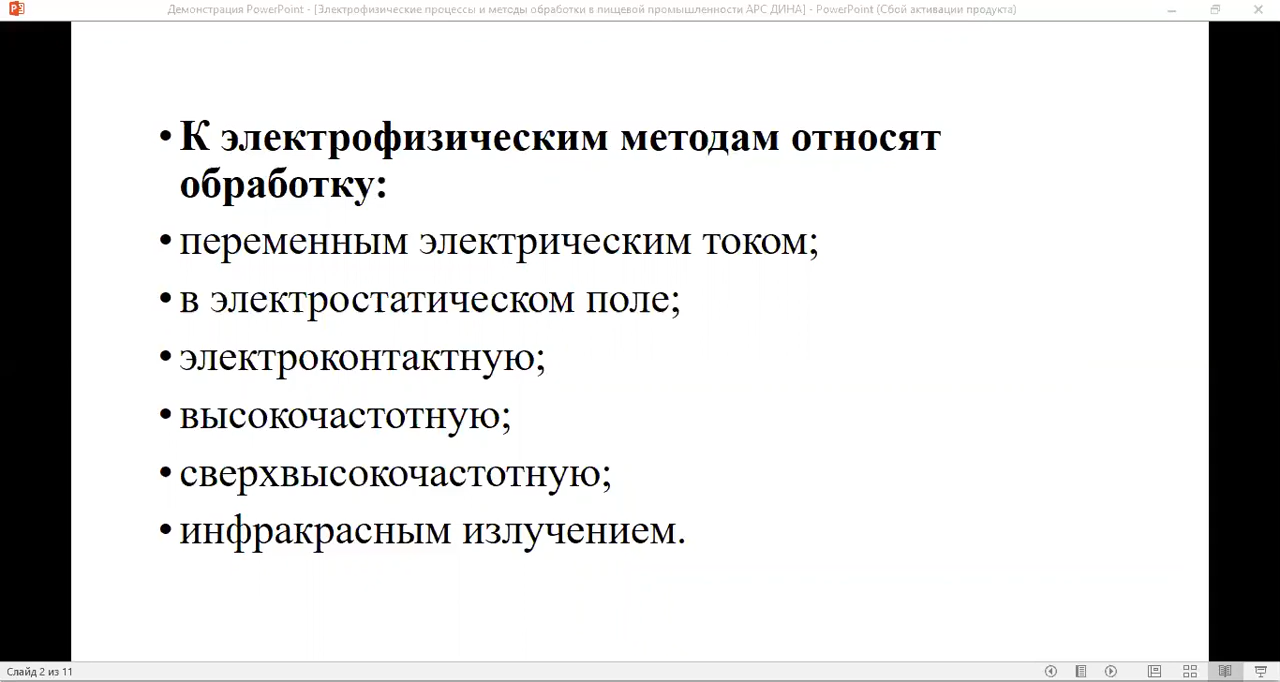 Демонстрация PowerPoint - [Электрофизические процессы и методы обработки в пищевой промышленности АРС ДИНА] - PowerPoint (Сбой активации продукта)
• К электрофизическим методам относят
обработку:
• переменным электрическим током;
• в электростатическом поле;
• электроконтактную;
• высокочастотную;
• сверхвысокочастотную;
• инфракрасным излучением.
Слайд 2 из 11